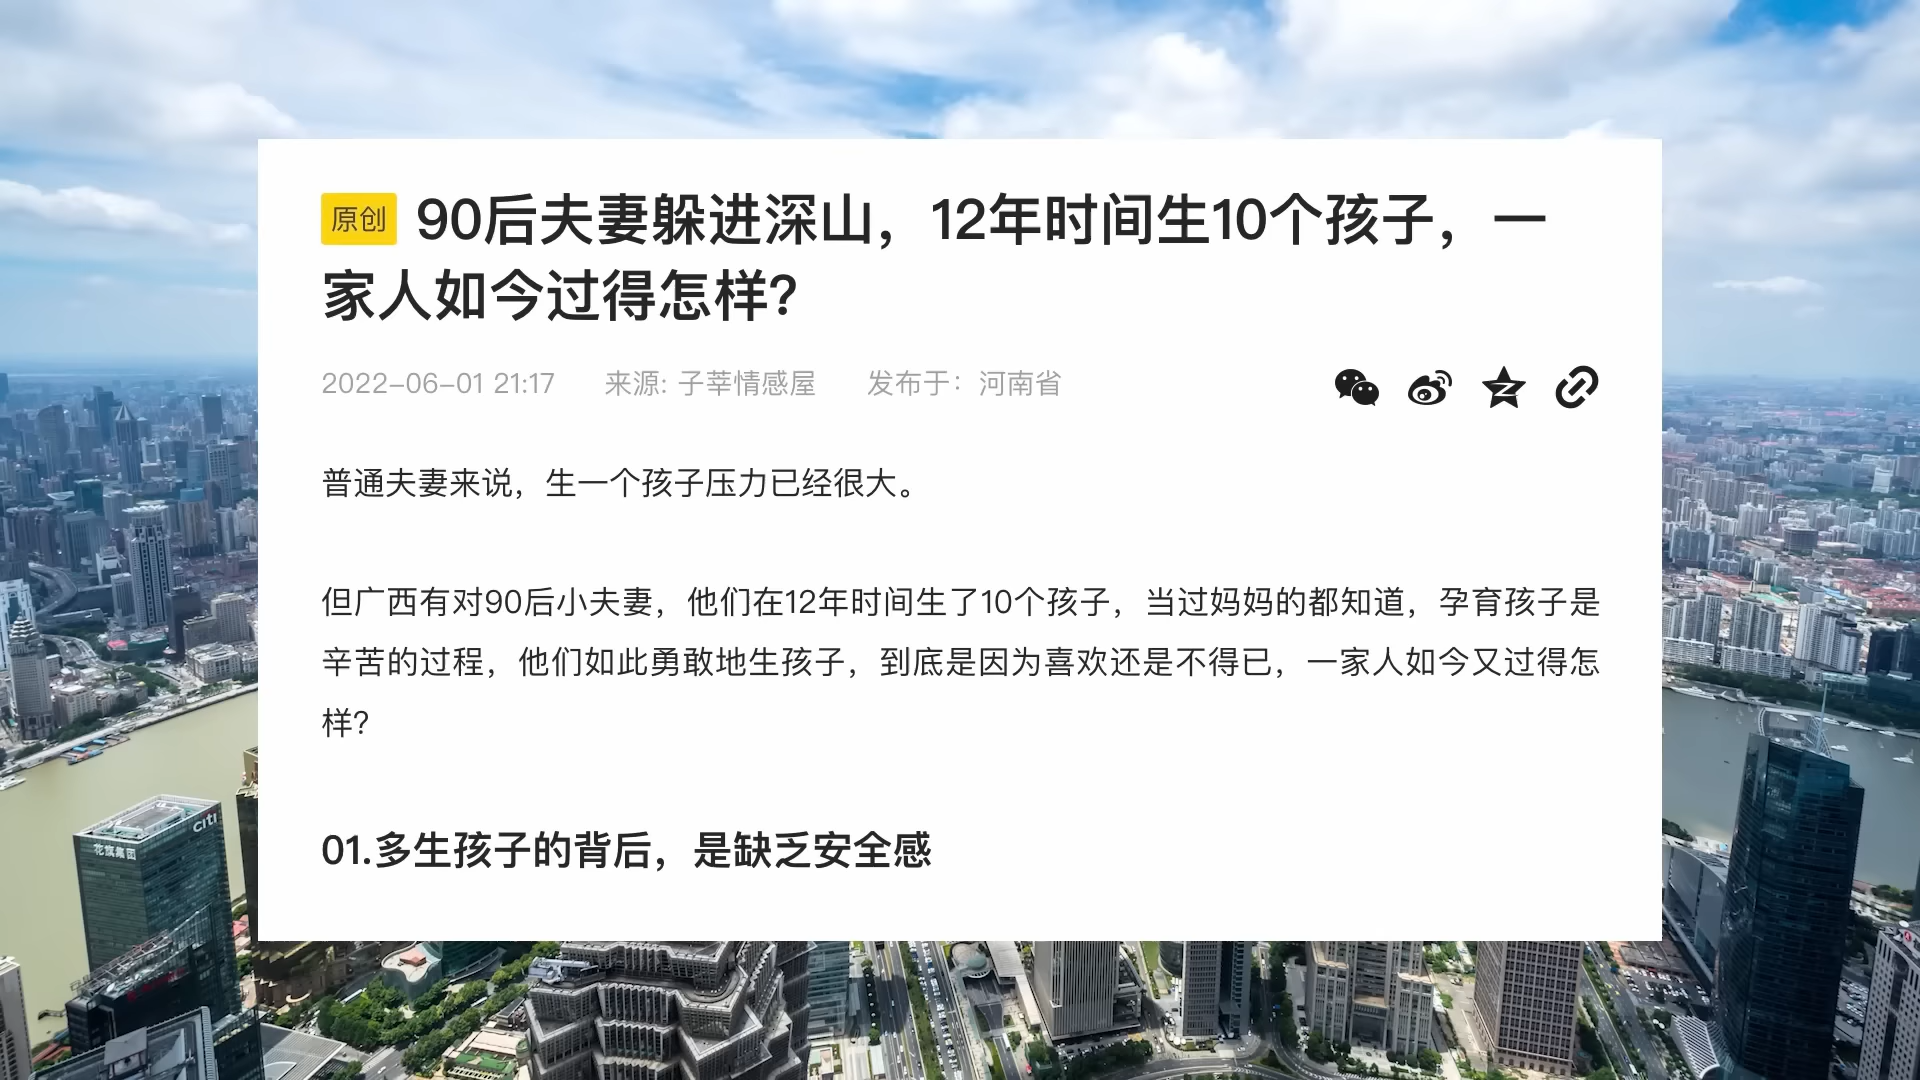 原创 90后夫妻躲进深山，12年时间生10个孩子，一
家人如今过得怎样？
2022-06-01 21:17 来源: 子莘情感屋 发布于：河南省
普通夫妻来说，生一个孩子压力已经很大。
但广西有对90后小夫妻，他们在12年时间生了10个孩子，当过妈妈的都知道，孕育孩子是
辛苦的过程，他们如此勇敢地生孩子，到底是因为喜欢还是不得已，一家人如今又过得怎
样？
01.多生孩子的背后，是缺乏安全感
citi
花旗集团